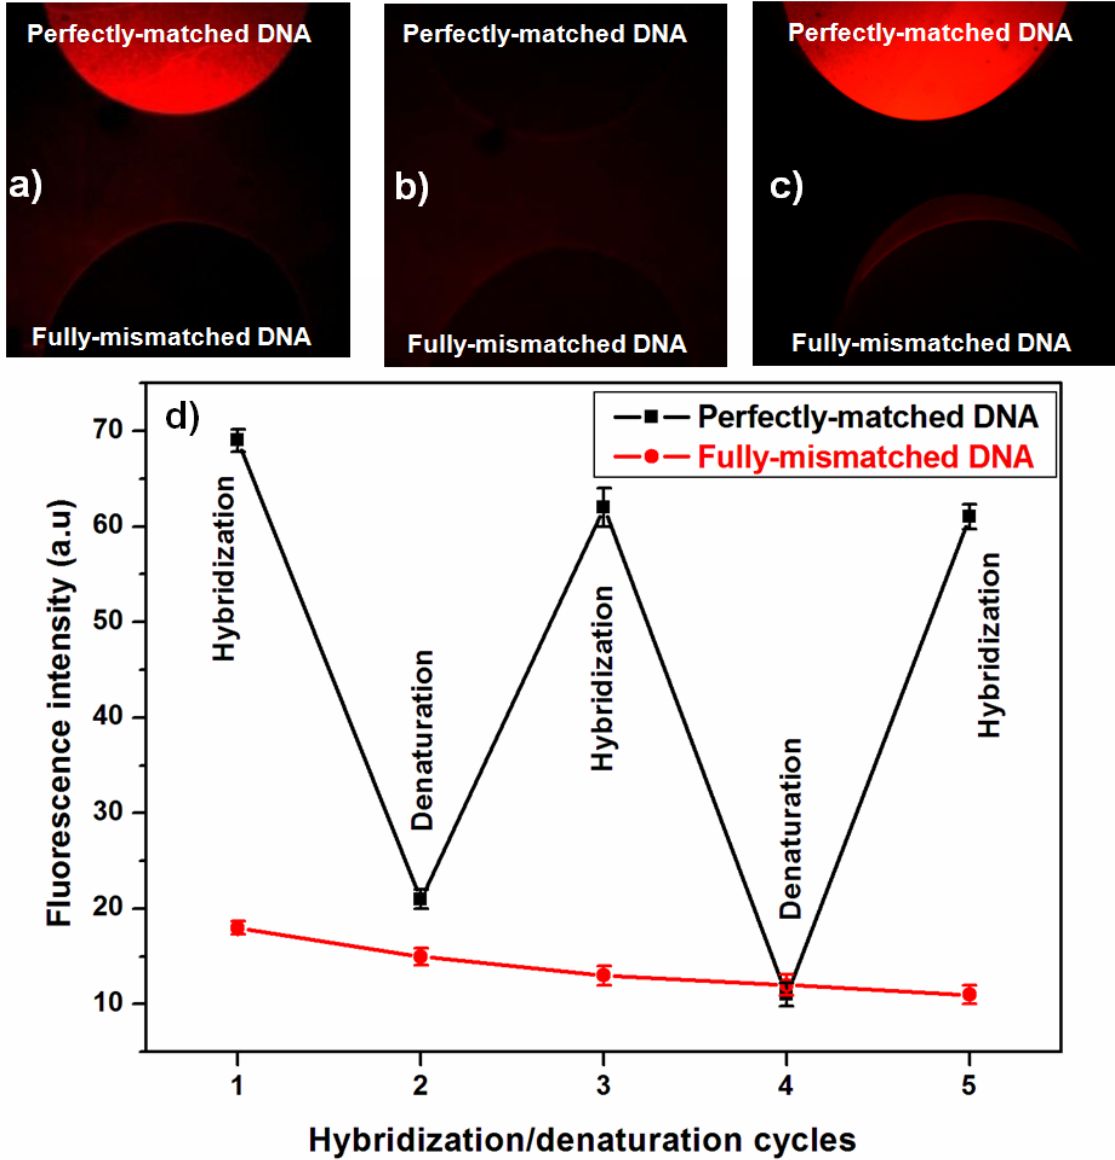 Perfectly-matched DNA
a)
Fully-mismatched DNA
Perfectly-matched DNA
b)
Fully-mismatched DNA
Perfectly-matched DNA
c)
Fully-mismatched DNA
d)
Perfectly-matched DNA
Fully-mismatched DNA
Fluorescence intensity (a.u)
70
60
50
40
30
20
10
Hybridization
Denaturation
Hybridization
Denaturation
Hybridization
1 2 3 4 5
Hybridization/denaturation cycles